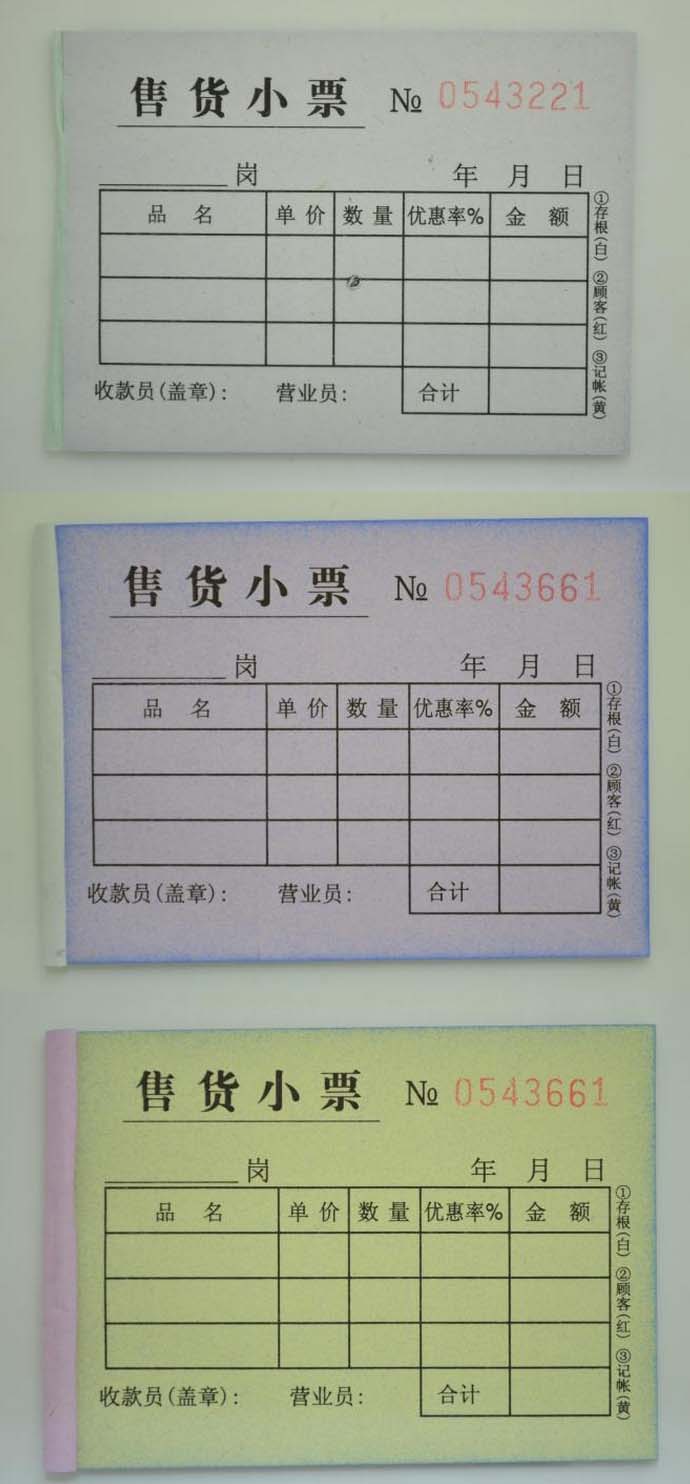 售货小票 № 0543221
岗 年 月 日
品 名 单 价 数 量 优惠率% 金 额
收款员(盖章): 营业员: 合计
①存根(白) ②顾客(红) ③记帐(黄)
售货小票 № 0543661
岗 年 月 日
品 名 单 价 数 量 优惠率% 金 额
收款员(盖章): 营业员: 合计
①存根(白) ②顾客(红) ③记帐(黄)
售货小票 № 0543661
岗 年 月 日
品 名 单 价 数 量 优惠率% 金 额
收款员(盖章): 营业员: 合计
①存根(白) ②顾客(红) ③记帐(黄)